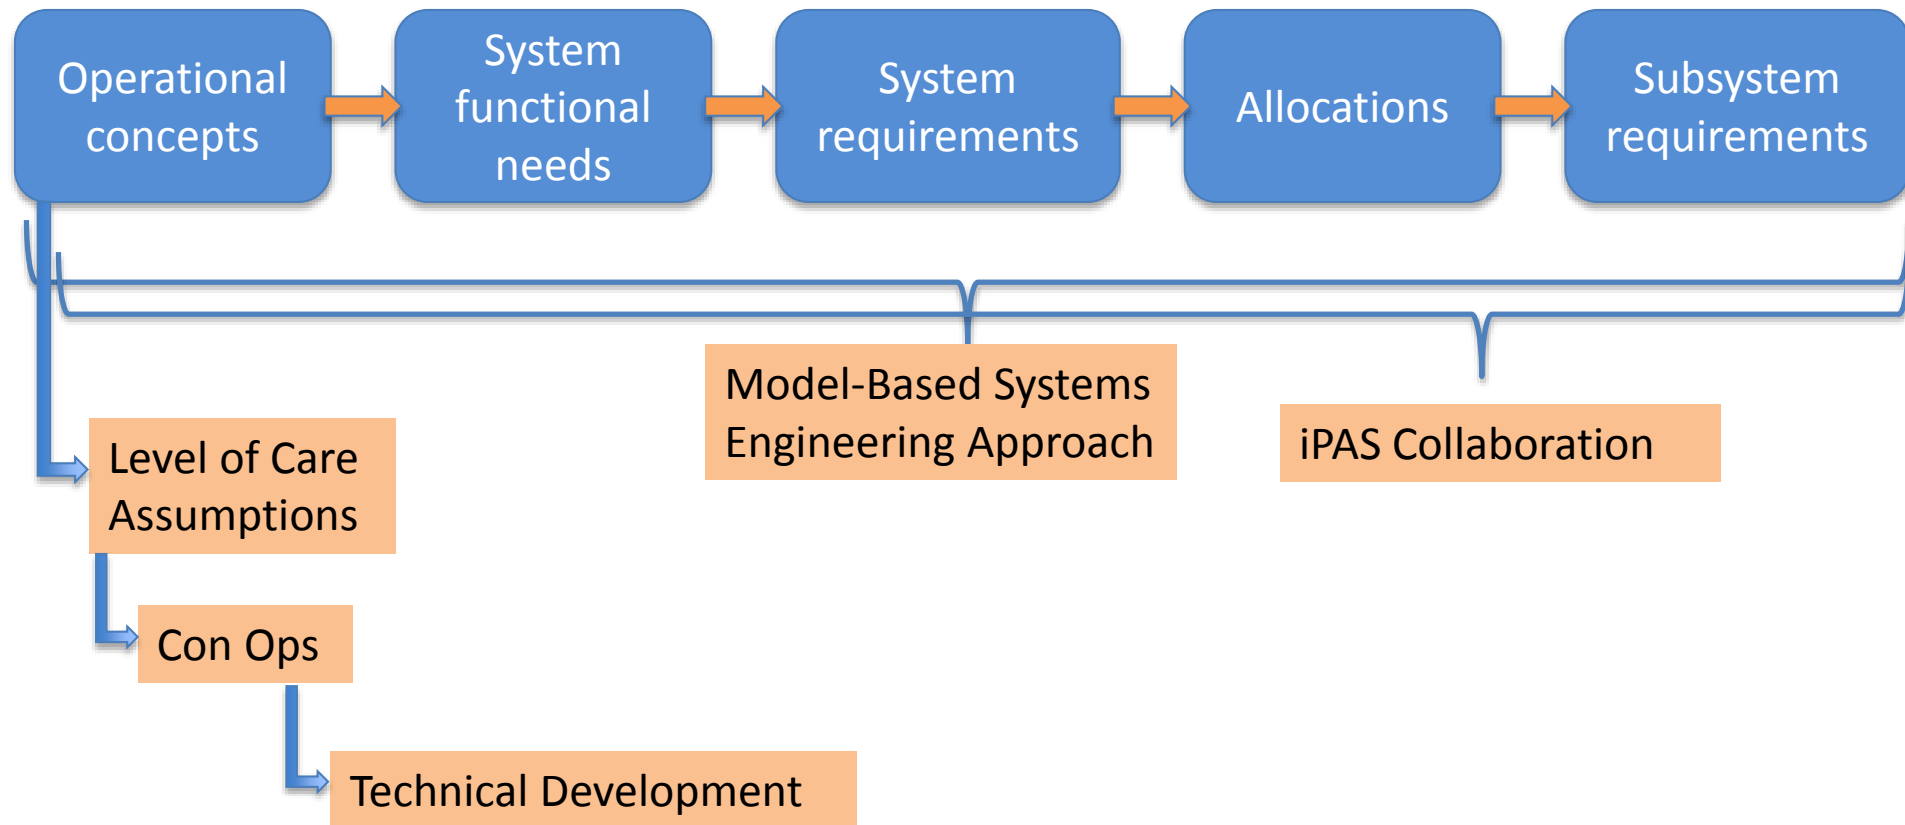 Operational
concepts
System
functional
needs
System
requirements
Allocations
Subsystem
requirements
Model-Based Systems
Engineering Approach
iPAS Collaboration
Level of Care
Assumptions
Con Ops
Technical Development